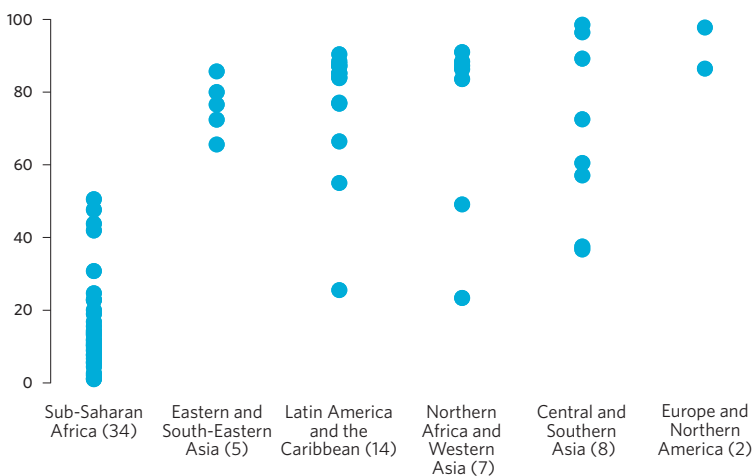 100
80
60
40
20
0
Sub-Saharan
Africa (34)
Eastern and
South-Eastern
Asia (5)
Latin America
and the
Caribbean (14)
Northern
Africa and
Western
Asia (7)
Central and
Southern
Asia (8)
Europe and
Northern
America (2)